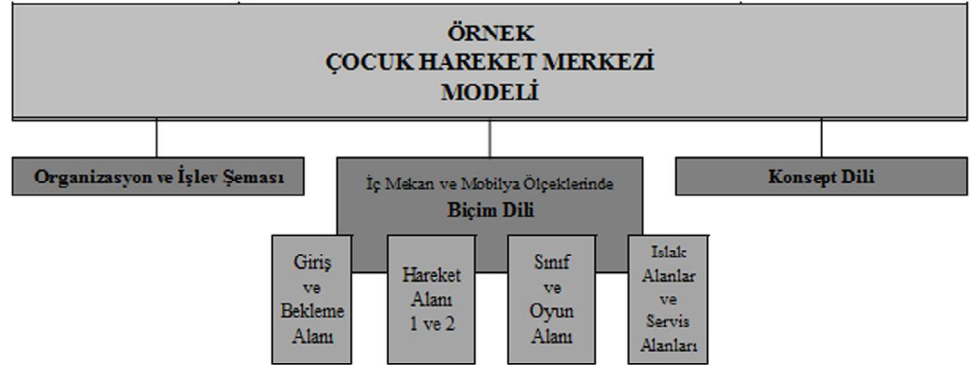 ÖRNEK
ÇOCUK HAREKET MERKEZİ
MODELİ
Organizasyon ve İşlev Şeması
İç Mekan ve Mobilya Ölçeklerinde
Biçim Dili
Konsept Dili
Giriş
ve
Bekleme
Alanı
Hareket
Alanı
1 ve 2
Sınıf
ve
Oyun
Alanı
Islak
Alanlar
ve
Servis
Alanları